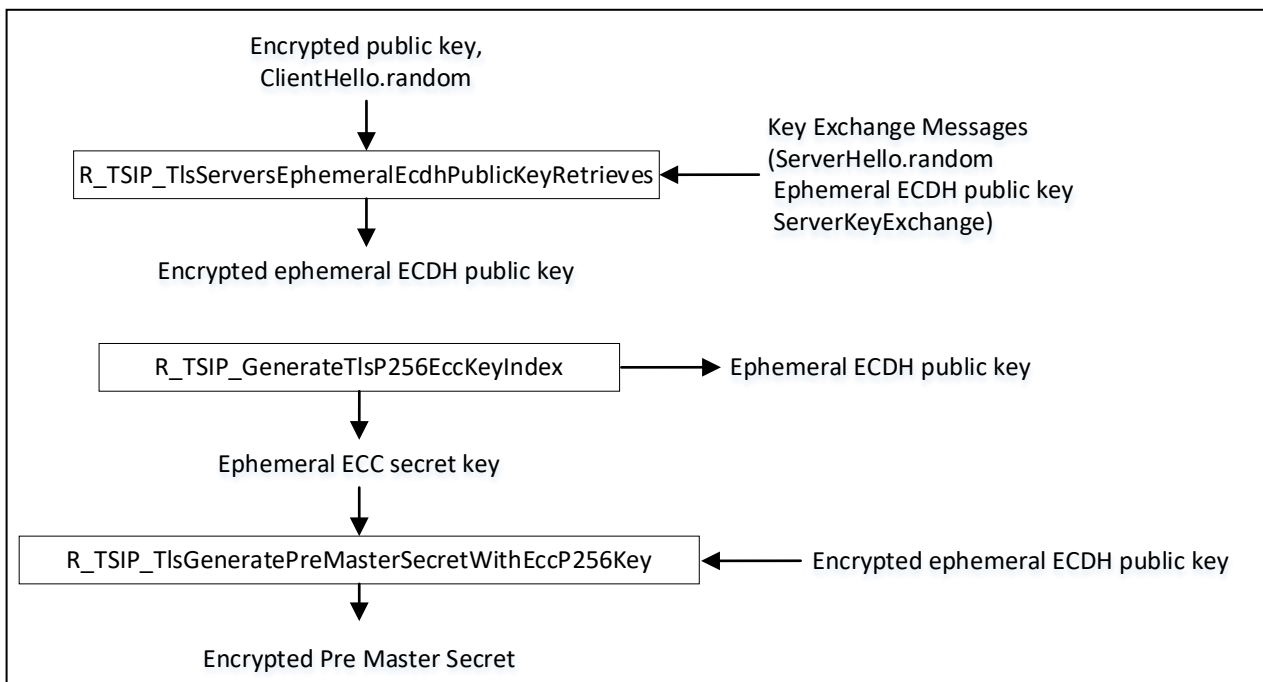 Encrypted public key,
ClientHello.random
Key Exchange Messages
(ServerHello.random
Ephemeral ECDH public key
ServerKeyExchange)
R_TSIP_TlsServersEphemeralEcdhPublicKeyRetrieves
Encrypted ephemeral ECDH public key
R_TSIP_GenerateTlsP256EccKeyIndex
Ephemeral ECDH public key
Ephemeral ECC secret key
R_TSIP_TlsGeneratePreMasterSecretWithEccP256Key
Encrypted ephemeral ECDH public key
Encrypted Pre Master Secret